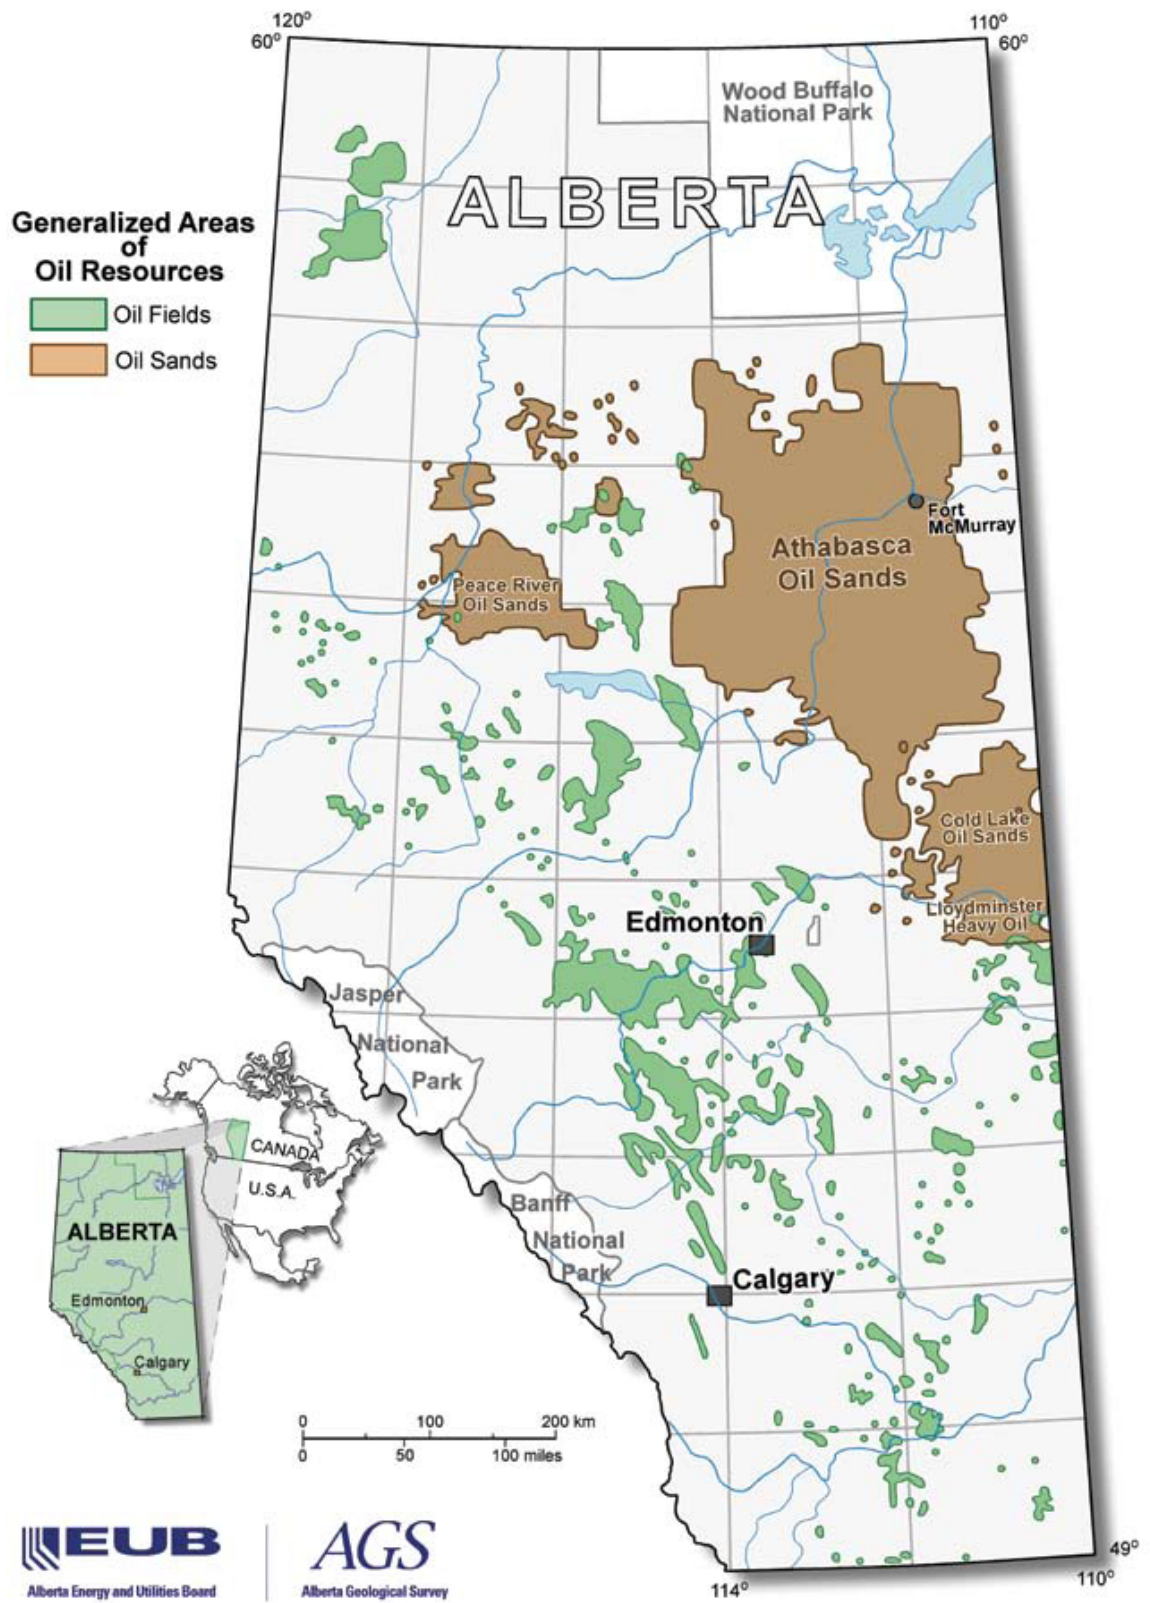 120°
110°
60°
60°
Wood Buffalo
National Park
ALBERTA
Generalized Areas
of
Oil Resources
Oil Fields
Oil Sands
Fort
McMurray
Athabasca
Oil Sands
Peace River
Oil Sands
Cold Lake
Oil Sands
Lloydminster
Heavy Oil
Edmonton
Jasper
National
Park
CANADA
U.S.A.
Banff
National
Park
ALBERTA
Edmonton
Calgary
Calgary
0 100 200 km
0 50 100 miles
EUB
Alberta Energy and Utilities Board
AGS
Alberta Geological Survey
114°
49°
110°